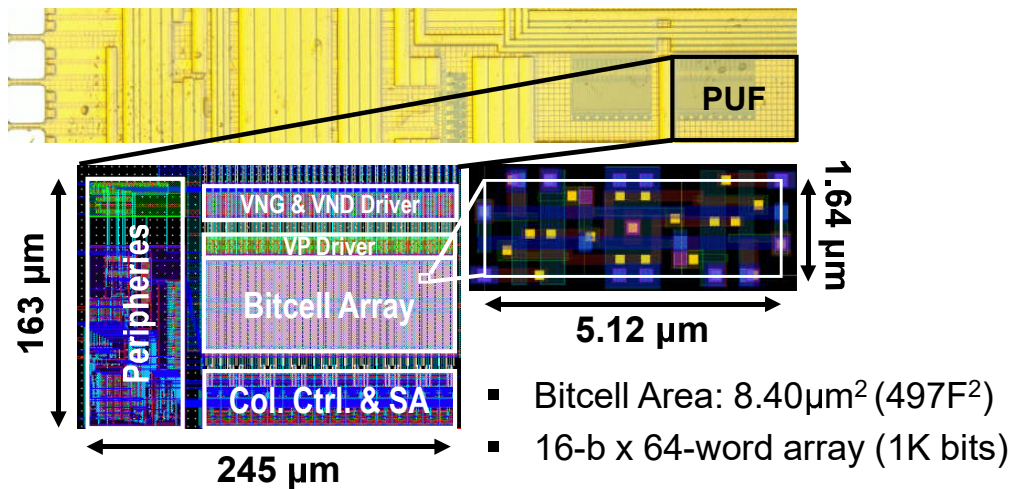 PUF
VNG & VND Driver
VP Driver
Bitcell Array
Col. Ctrl. & SA
Peripheries
163 µm
245 µm
1.64 µm
5.12 µm
▪ Bitcell Area: 8.40µm² (497F²)
▪ 16-b x 64-word array (1K bits)